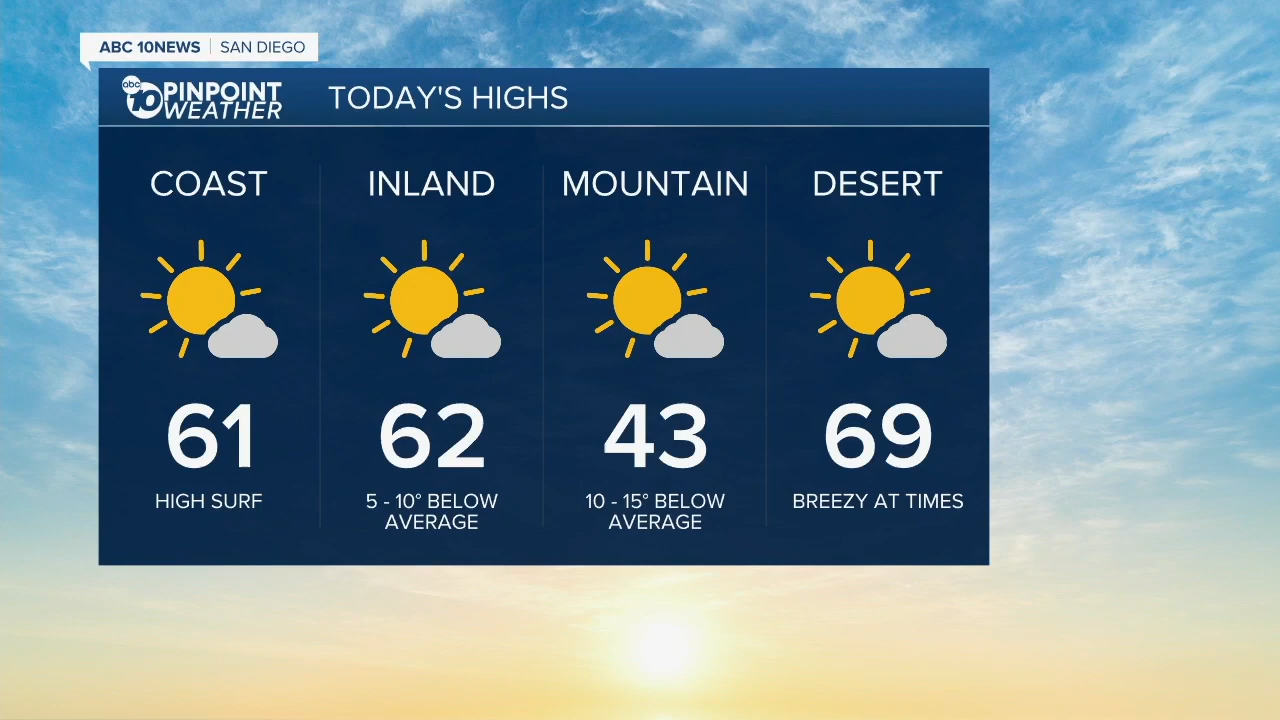 ABC 10NEWS | SAN DIEGO
abc 10 PINPOINT WEATHER
TODAY'S HIGHS
COAST
61
HIGH SURF
INLAND
62
5 - 10° BELOW
AVERAGE
MOUNTAIN
43
10 - 15° BELOW
AVERAGE
DESERT
69
BREEZY AT TIMES